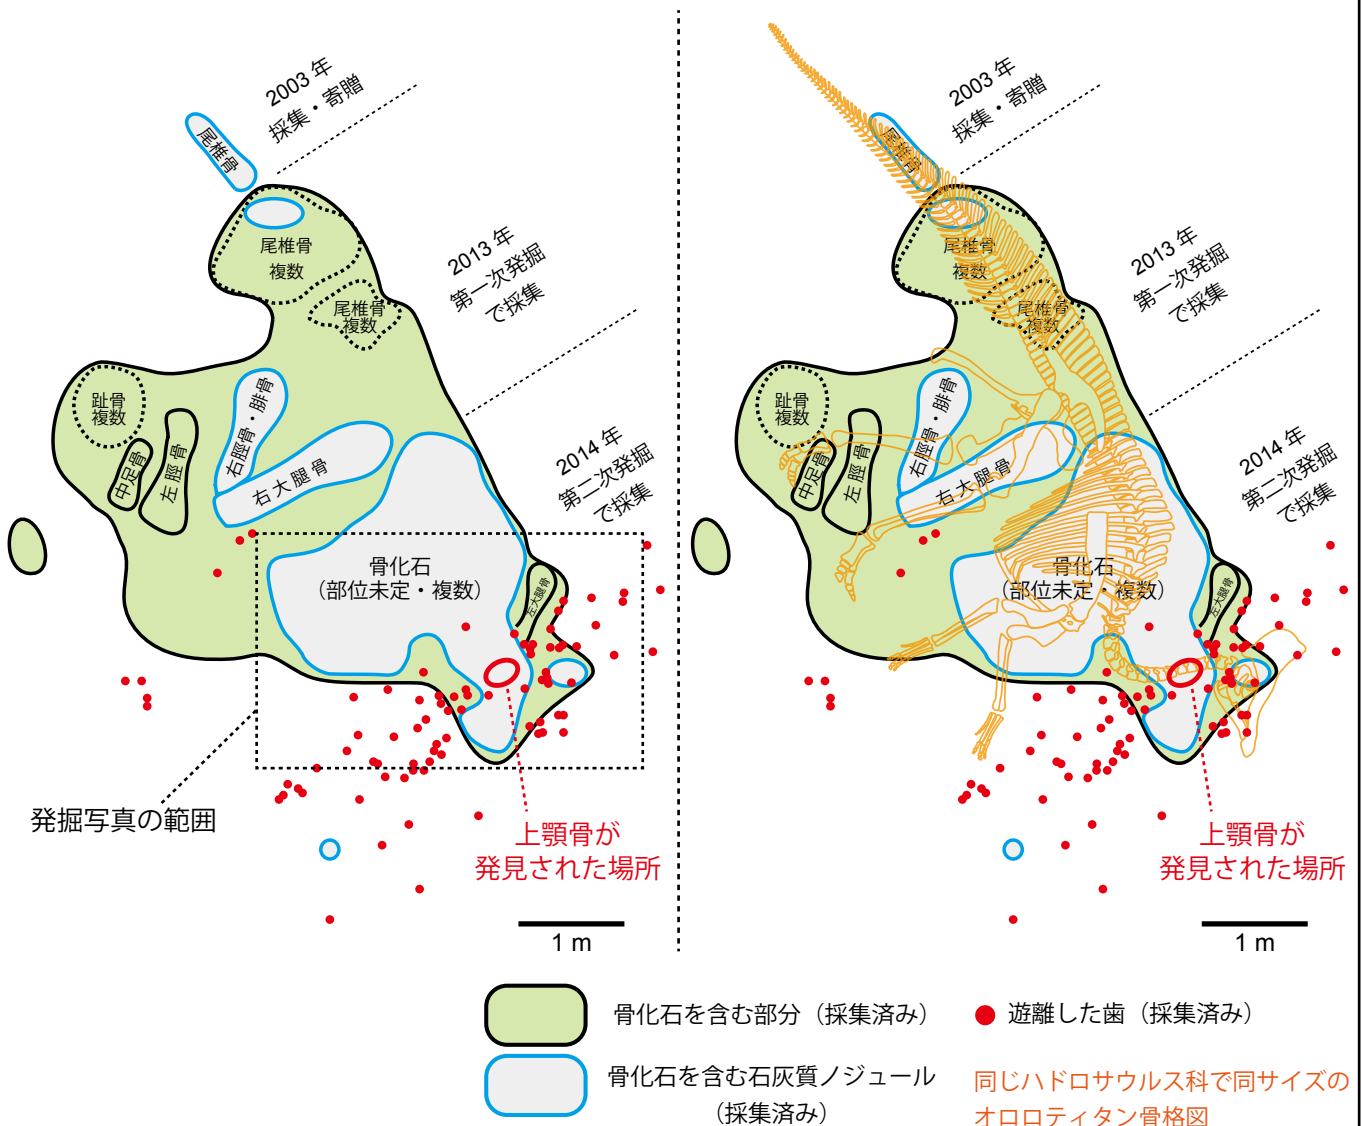 2003 年
採集・寄贈
尾椎骨
尾椎骨
複数
2013 年
第一次発掘
で採集
尾椎骨
複数
趾骨
複数
中足骨
左脛骨
右脛骨・腓骨
右大腿骨
2014 年
第二次発掘
で採集
骨化石
（部位未定・複数）
左大腿骨
発掘写真の範囲
上顎骨が
発見された場所
1 m
2003 年
採集・寄贈
尾椎骨
尾椎骨
複数
2013 年
第一次発掘
で採集
尾椎骨
複数
趾骨
複数
中足骨
左脛骨
右脛骨・腓骨
右大腿骨
2014 年
第二次発掘
で採集
骨化石
（部位未定・複数）
左大腿骨
上顎骨が
発見された場所
1 m
骨化石を含む部分（採集済み）
遊離した歯（採集済み）
骨化石を含む石灰質ノジュール
（採集済み）
同じハドロサウルス科で同サイズの
オロロティタン骨格図